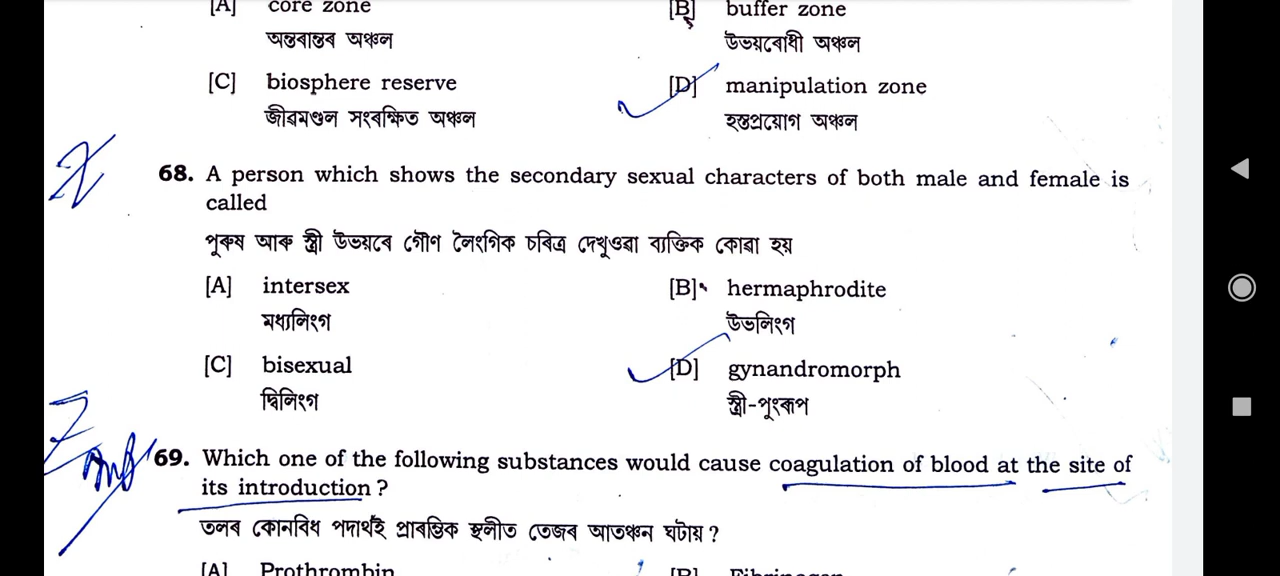 [A] core zone [B] buffer zone
অন্তৰান্তৰ অঞ্চল উভয়ৰোধী অঞ্চল
[C] biosphere reserve [D] manipulation zone
জীৱমণ্ডল সংৰক্ষিত অঞ্চল হস্তপ্ৰয়োগ অঞ্চল
68. A person which shows the secondary sexual characters of both male and female is
called
পুৰুষ আৰু স্ত্ৰী উভয়ৰে গৌণ লৈংগিক চৰিত্ৰ দেখুওৱা ব্যক্তিক কোৱা হয়
[A] intersex [B] hermaphrodite
মধ্যলিংগ উভলিংগ
[C] bisexual [D] gynandromorph
দ্বিলিংগ স্ত্ৰী-পুংৰূপ
69. Which one of the following substances would cause coagulation of blood at the site of
its introduction ?
তলৰ কোনবিধ পদাৰ্থই প্ৰাৰম্ভিক স্থলীত তেজৰ আতঞ্চন ঘটায় ?
[A] Prothrombin [B] Fibrinogen